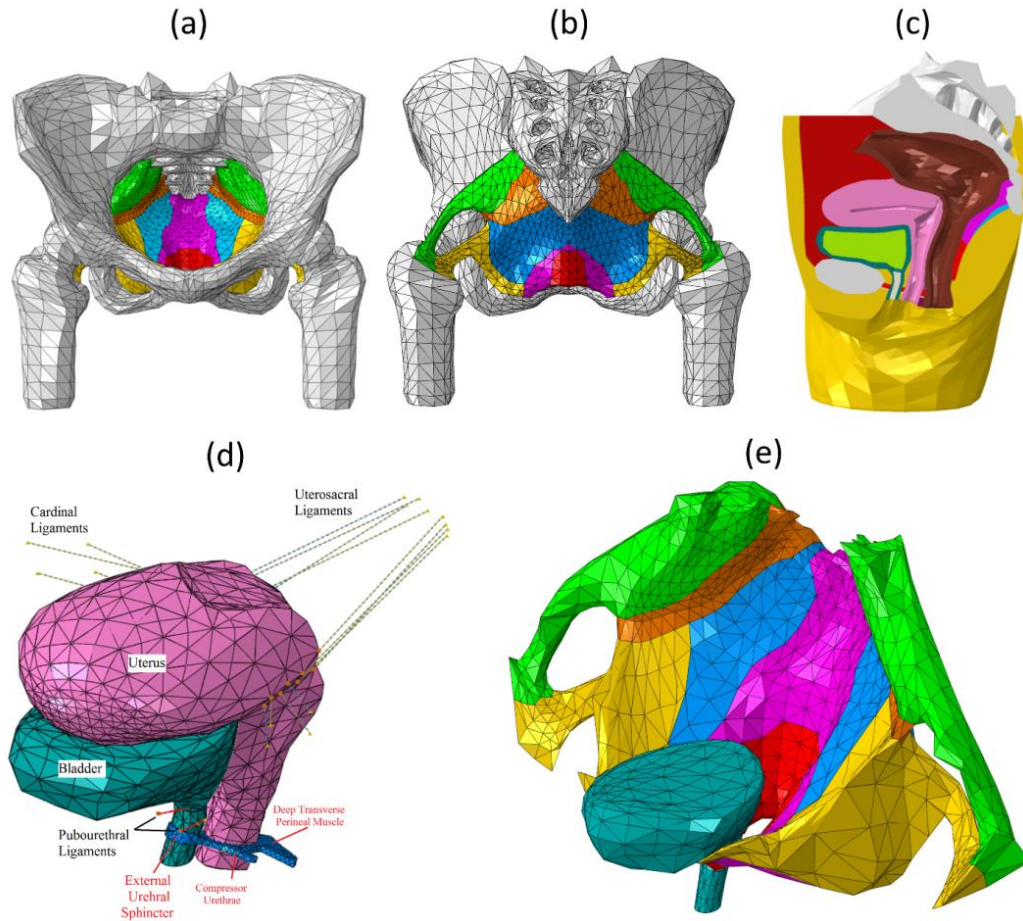 (a)
(b)
(c)
(d)
(e)
Cardinal
Ligaments
Uterosacral
Ligaments
Uterus
Bladder
Pubourethral
Ligaments
Deep Transverse
Perineal Muscle
External
Urehral
Sphincter
Compressor
Urethrae